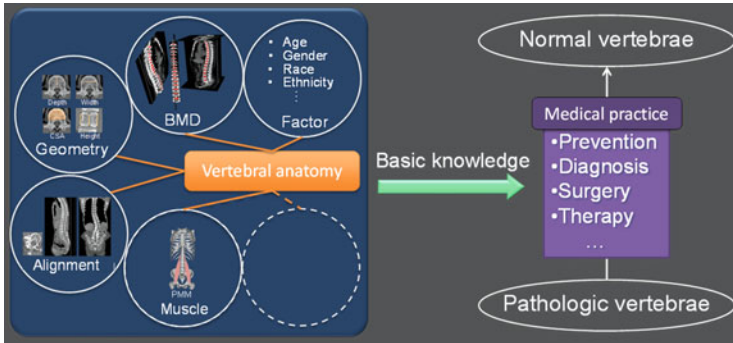 Depth
Width
CSA
Height
Geometry
BMD
• Age
• Gender
• Race
• Ethnicity
⋮
Factor
Vertebral anatomy
Alignment
PMM
Muscle
Basic knowledge
Normal vertebrae
Medical practice
•Prevention
•Diagnosis
•Surgery
•Therapy
...
Pathologic vertebrae